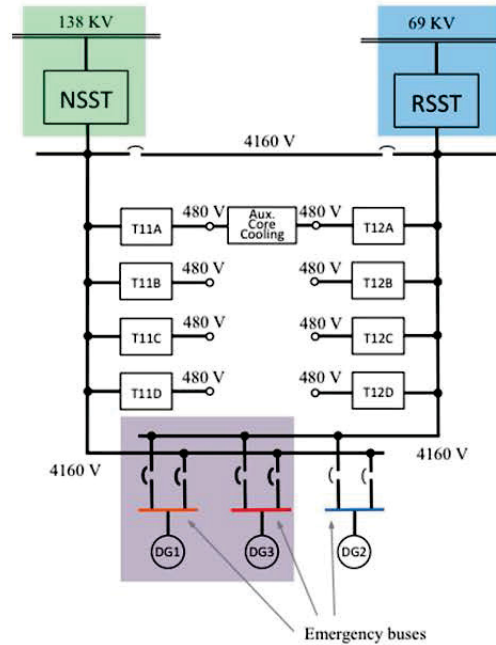 138 KV
69 KV
NSST
RSST
4160 V
480 V
480 V
T11A
Aux.
Core
Cooling
T12A
480 V
480 V
T11B
T12B
480 V
480 V
T11C
T12C
480 V
480 V
T11D
T12D
4160 V
4160 V
DG1
DG3
DG2
Emergency buses